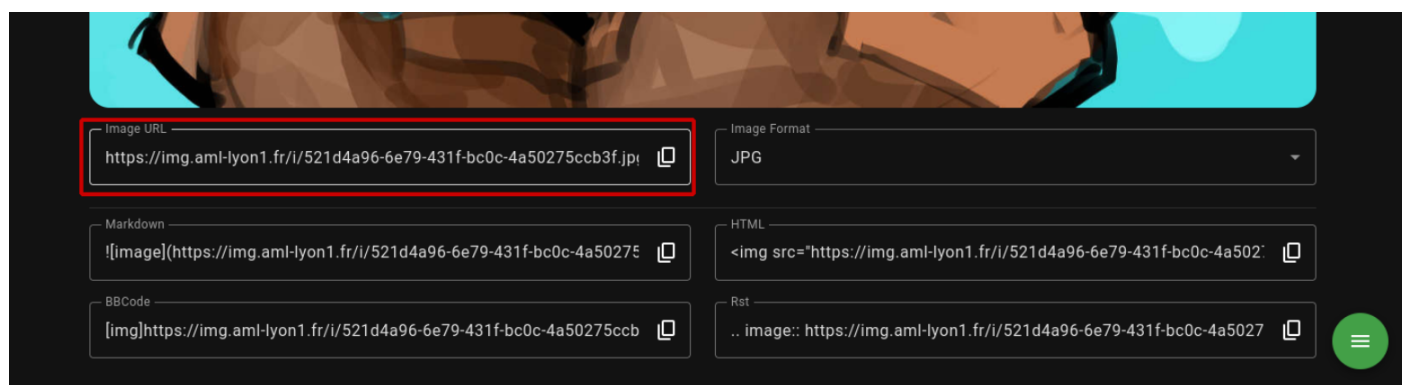 Image URL
https://img.aml-lyon1.fr/i/521d4a96-6e79-431f-bc0c-4a50275ccb3f.jpg
Image Format
JPG
Markdown
![image](https://img.aml-lyon1.fr/i/521d4a96-6e79-431f-bc0c-4a50275
HTML
<img src="https://img.aml-lyon1.fr/i/521d4a96-6e79-431f-bc0c-4a502
BBCode
[img]https://img.aml-lyon1.fr/i/521d4a96-6e79-431f-bc0c-4a50275ccb
Rst
.. image:: https://img.aml-lyon1.fr/i/521d4a96-6e79-431f-bc0c-4a5027